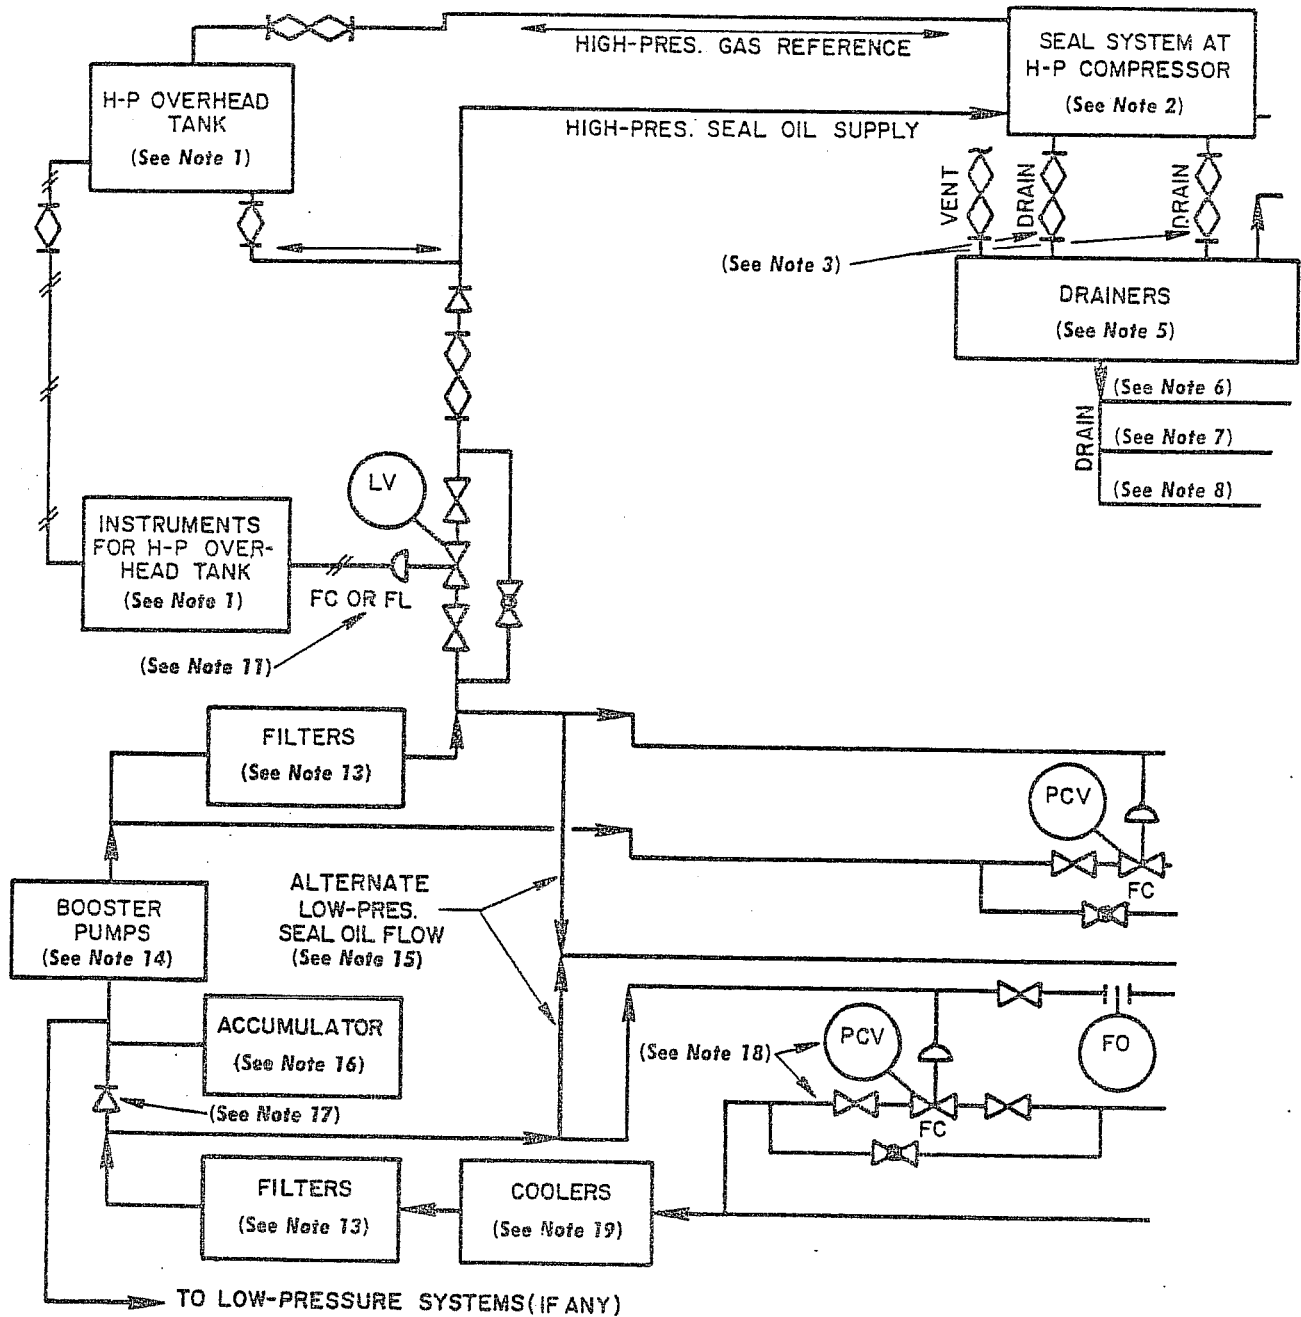 HIGH-PRES. GAS REFERENCE
SEAL SYSTEM AT
H-P COMPRESSOR
(See Note 2)
H-P OVERHEAD
TANK
(See Note 1)
HIGH-PRES. SEAL OIL SUPPLY
VENT
DRAIN
DRAIN
(See Note 3)
DRAINERS
(See Note 5)
DRAIN
(See Note 6)
(See Note 7)
(See Note 8)
LV
INSTRUMENTS
FOR H-P OVER-
HEAD TANK
(See Note 1)
FC OR FL
(See Note 11)
FILTERS
(See Note 13)
PCV
FC
BOOSTER
PUMPS
(See Note 14)
ALTERNATE
LOW-PRES.
SEAL OIL FLOW
(See Note 15)
ACCUMULATOR
(See Note 16)
(See Note 17)
(See Note 18)
PCV
FC
FO
FILTERS
(See Note 13)
COOLERS
(See Note 19)
TO LOW-PRESSURE SYSTEMS(IF ANY)